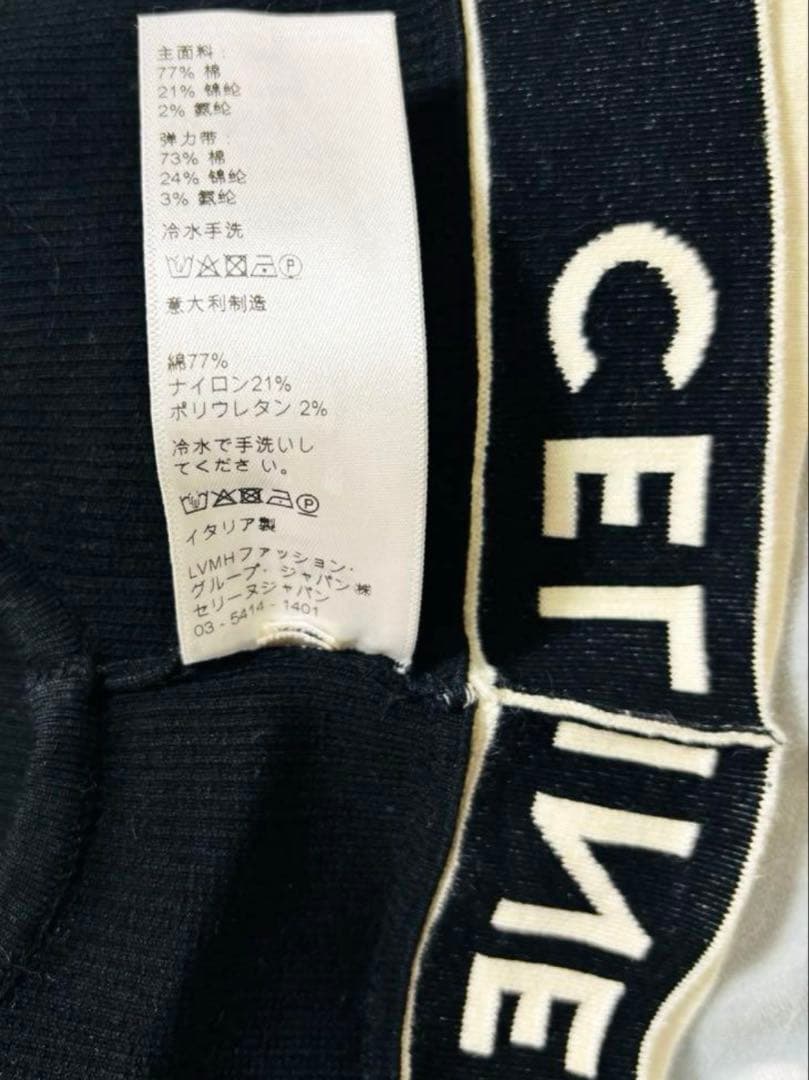 主面料:
77% 棉
21% 锦纶
2% 氨纶
弹力带:
73% 棉
24% 锦纶
3% 氨纶
冷水手洗
意大利制造
綿77%
ナイロン21%
ポリウレタン 2%
冷水で手洗いし
てくださ い。
イタリア製
LVMHファッション・
グループ・ジャパン㈱
セリーヌジャパン
03 - 5414 - 1401
CELINE